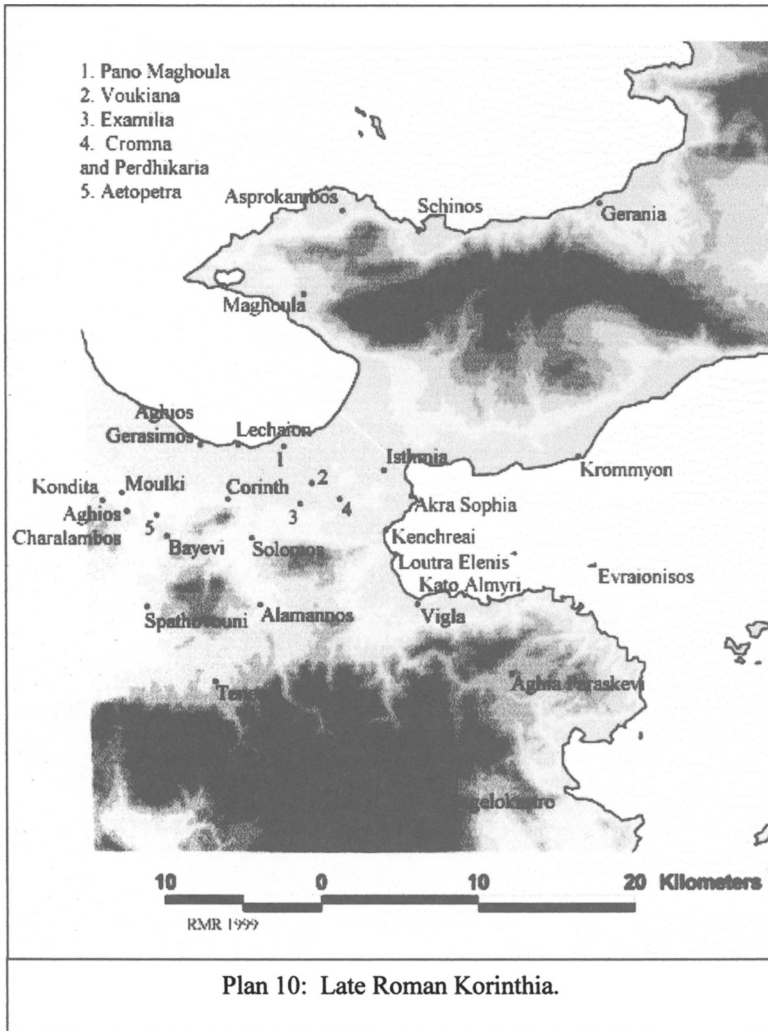 1. Pano Maghoula
2. Voukiana
3. Examilia
4. Cromna
and Perdhikaria
5. Aetopetra
Asprokambos
Schinos
Gerania
Maghoula
Aghios
Gerasimos
Lechaion
1
Isthmia
Krommyon
2
Kondita
Moulki
Corinth
3
4
Akra Sophia
Aghios
Charalambos
5
Bayevi
Solomos
Kenchreai
Loutra Elenis
Evraionisos
Kato Almyri
Spathovouni
Alamannos
Vigla
Aghia Paraskevi
10 0 10 20 Kilometers
RMR 1999
Plan 10: Late Roman Korinthia.